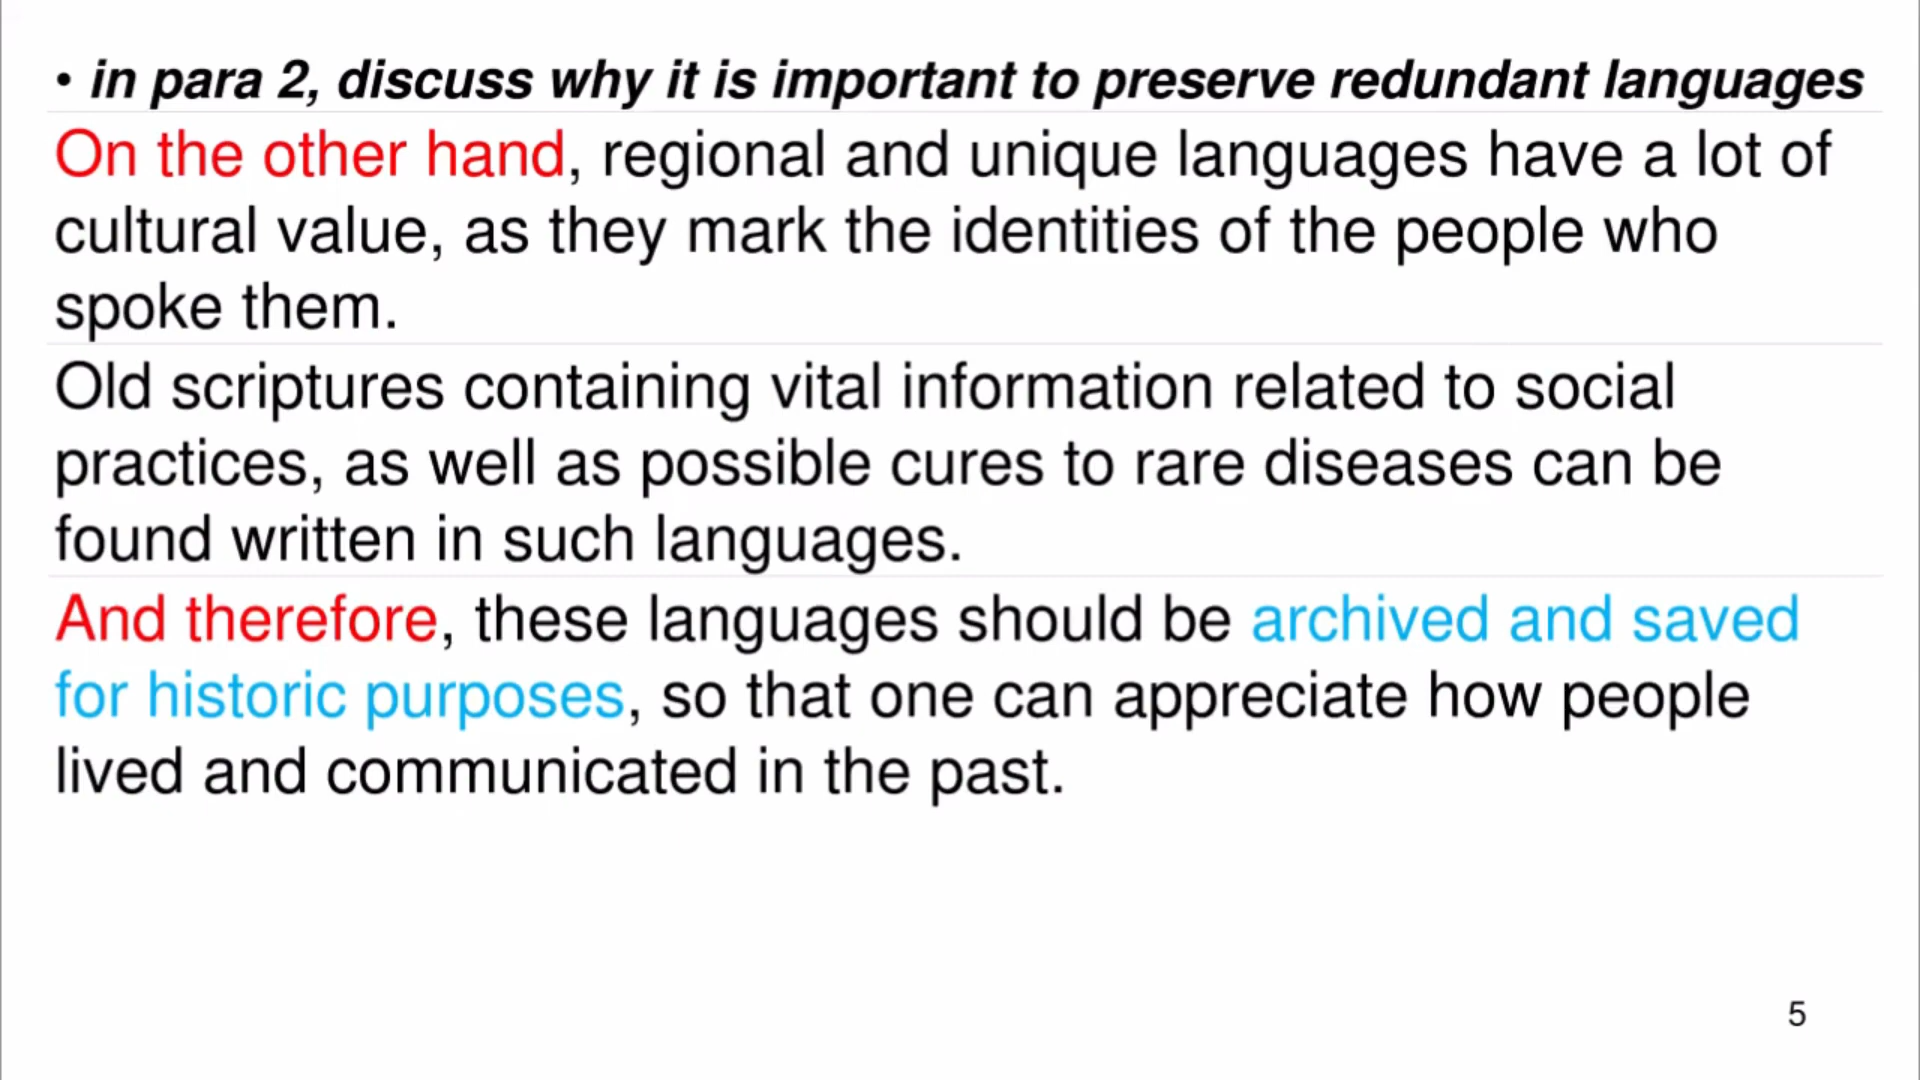 • in para 2, discuss why it is important to preserve redundant languages
On the other hand, regional and unique languages have a lot of
cultural value, as they mark the identities of the people who
spoke them.
Old scriptures containing vital information related to social
practices, as well as possible cures to rare diseases can be
found written in such languages.
And therefore, these languages should be archived and saved
for historic purposes, so that one can appreciate how people
lived and communicated in the past.
5